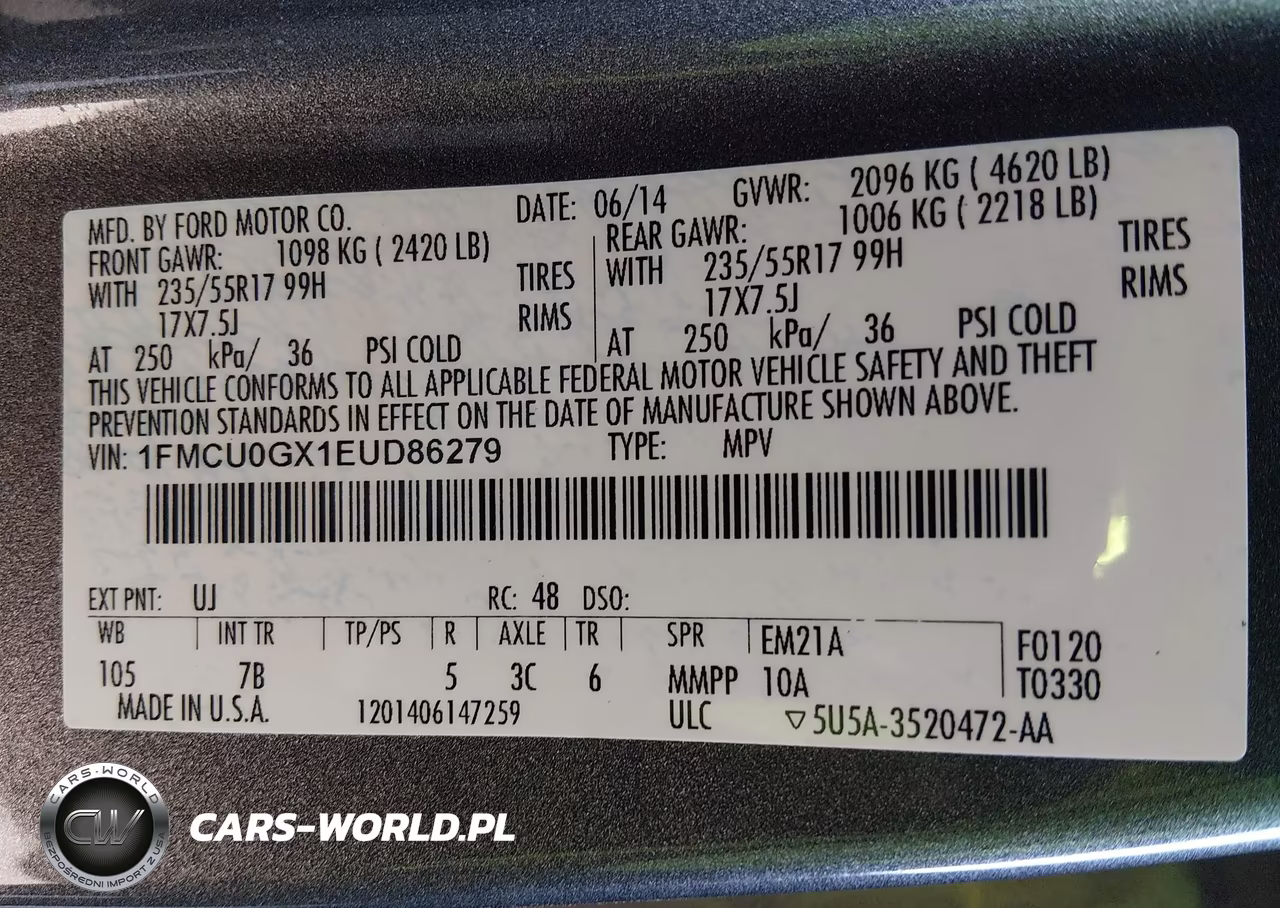 MFD. BY FORD MOTOR CO. DATE: 06/14 GVWR: 2096 KG ( 4620 LB)
FRONT GAWR: 1098 KG ( 2420 LB) REAR GAWR: 1006 KG ( 2218 LB)
WITH 235/55R17 99H TIRES WITH 235/55R17 99H TIRES
17X7.5J RIMS 17X7.5J RIMS
AT 250 kPa/ 36 PSI COLD AT 250 kPa/ 36 PSI COLD
THIS VEHICLE CONFORMS TO ALL APPLICABLE FEDERAL MOTOR VEHICLE SAFETY AND THEFT
PREVENTION STANDARDS IN EFFECT ON THE DATE OF MANUFACTURE SHOWN ABOVE.
VIN: 1FMCU0GX1EUD86279 TYPE: MPV
EXT PNT: UJ RC: 48 DSO:
WB INT TR TP/PS R AXLE TR SPR EM21A F0120
105 7B 5 3C 6 MMPP 10A T0330
MADE IN U.S.A. 1201406147259 ULC ▽5U5A-3520472-AA
CARS-WORLD
CW
BEZPOŚREDNI IMPORT Z USA
CARS-WORLD.PL